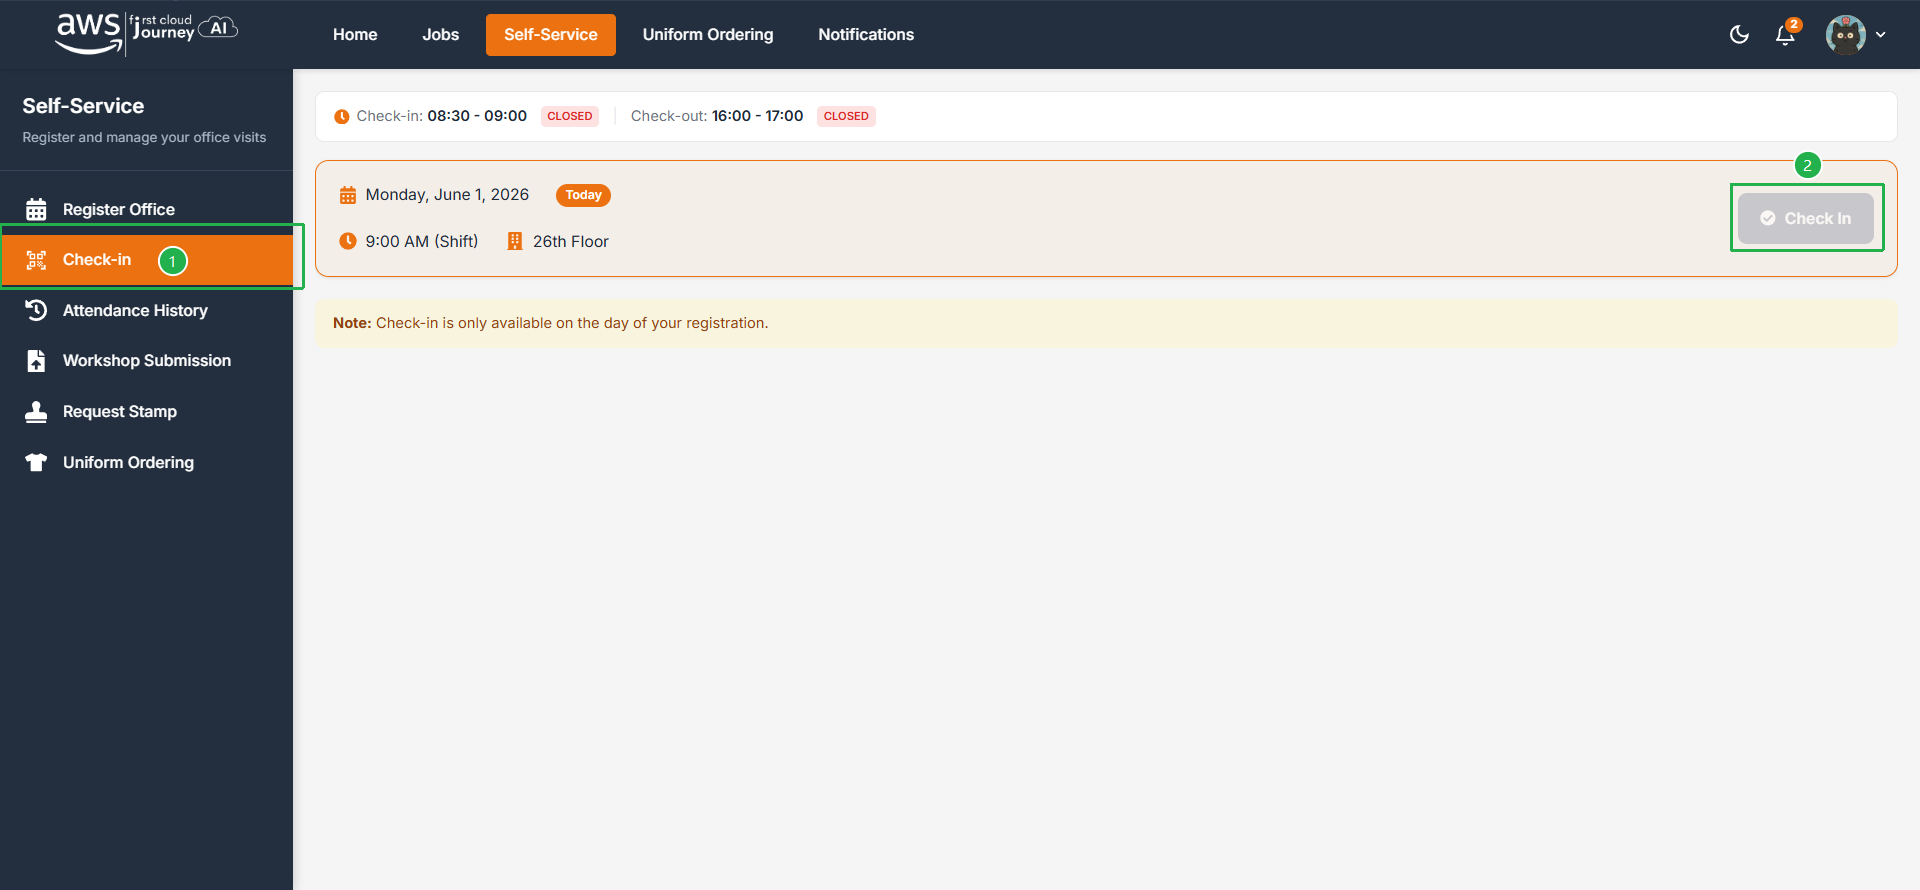 aws first cloud journey AI
Home Jobs Self-Service Uniform Ordering Notifications 2
Self-Service
Register and manage your office visits
Register Office
Check-in 1
Attendance History
Workshop Submission
Request Stamp
Uniform Ordering
Check-in: 08:30 - 09:00 CLOSED Check-out: 16:00 - 17:00 CLOSED
2
Monday, June 1, 2026 Today
9:00 AM (Shift) 26th Floor
Check In
Note: Check-in is only available on the day of your registration.